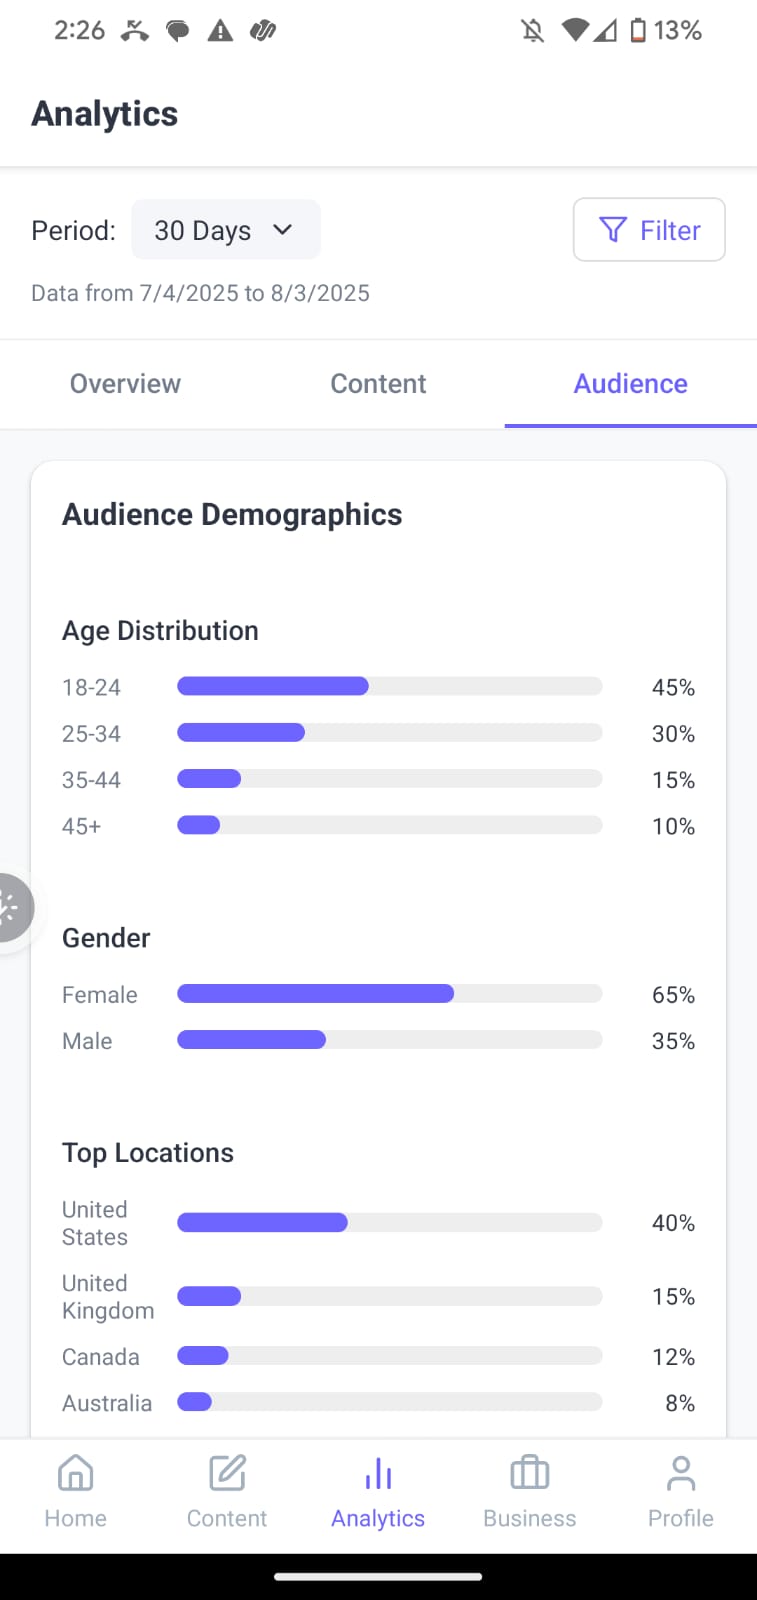 2:26
13%
Analytics
Period:
30 Days
Filter
Data from 7/4/2025 to 8/3/2025
Overview
Content
Audience
Audience Demographics
Age Distribution
18-24
45%
25-34
30%
35-44
15%
45+
10%
Gender
Female
65%
Male
35%
Top Locations
United
States
40%
United
Kingdom
15%
Canada
12%
Australia
8%
Home
Content
Analytics
Business
Profile